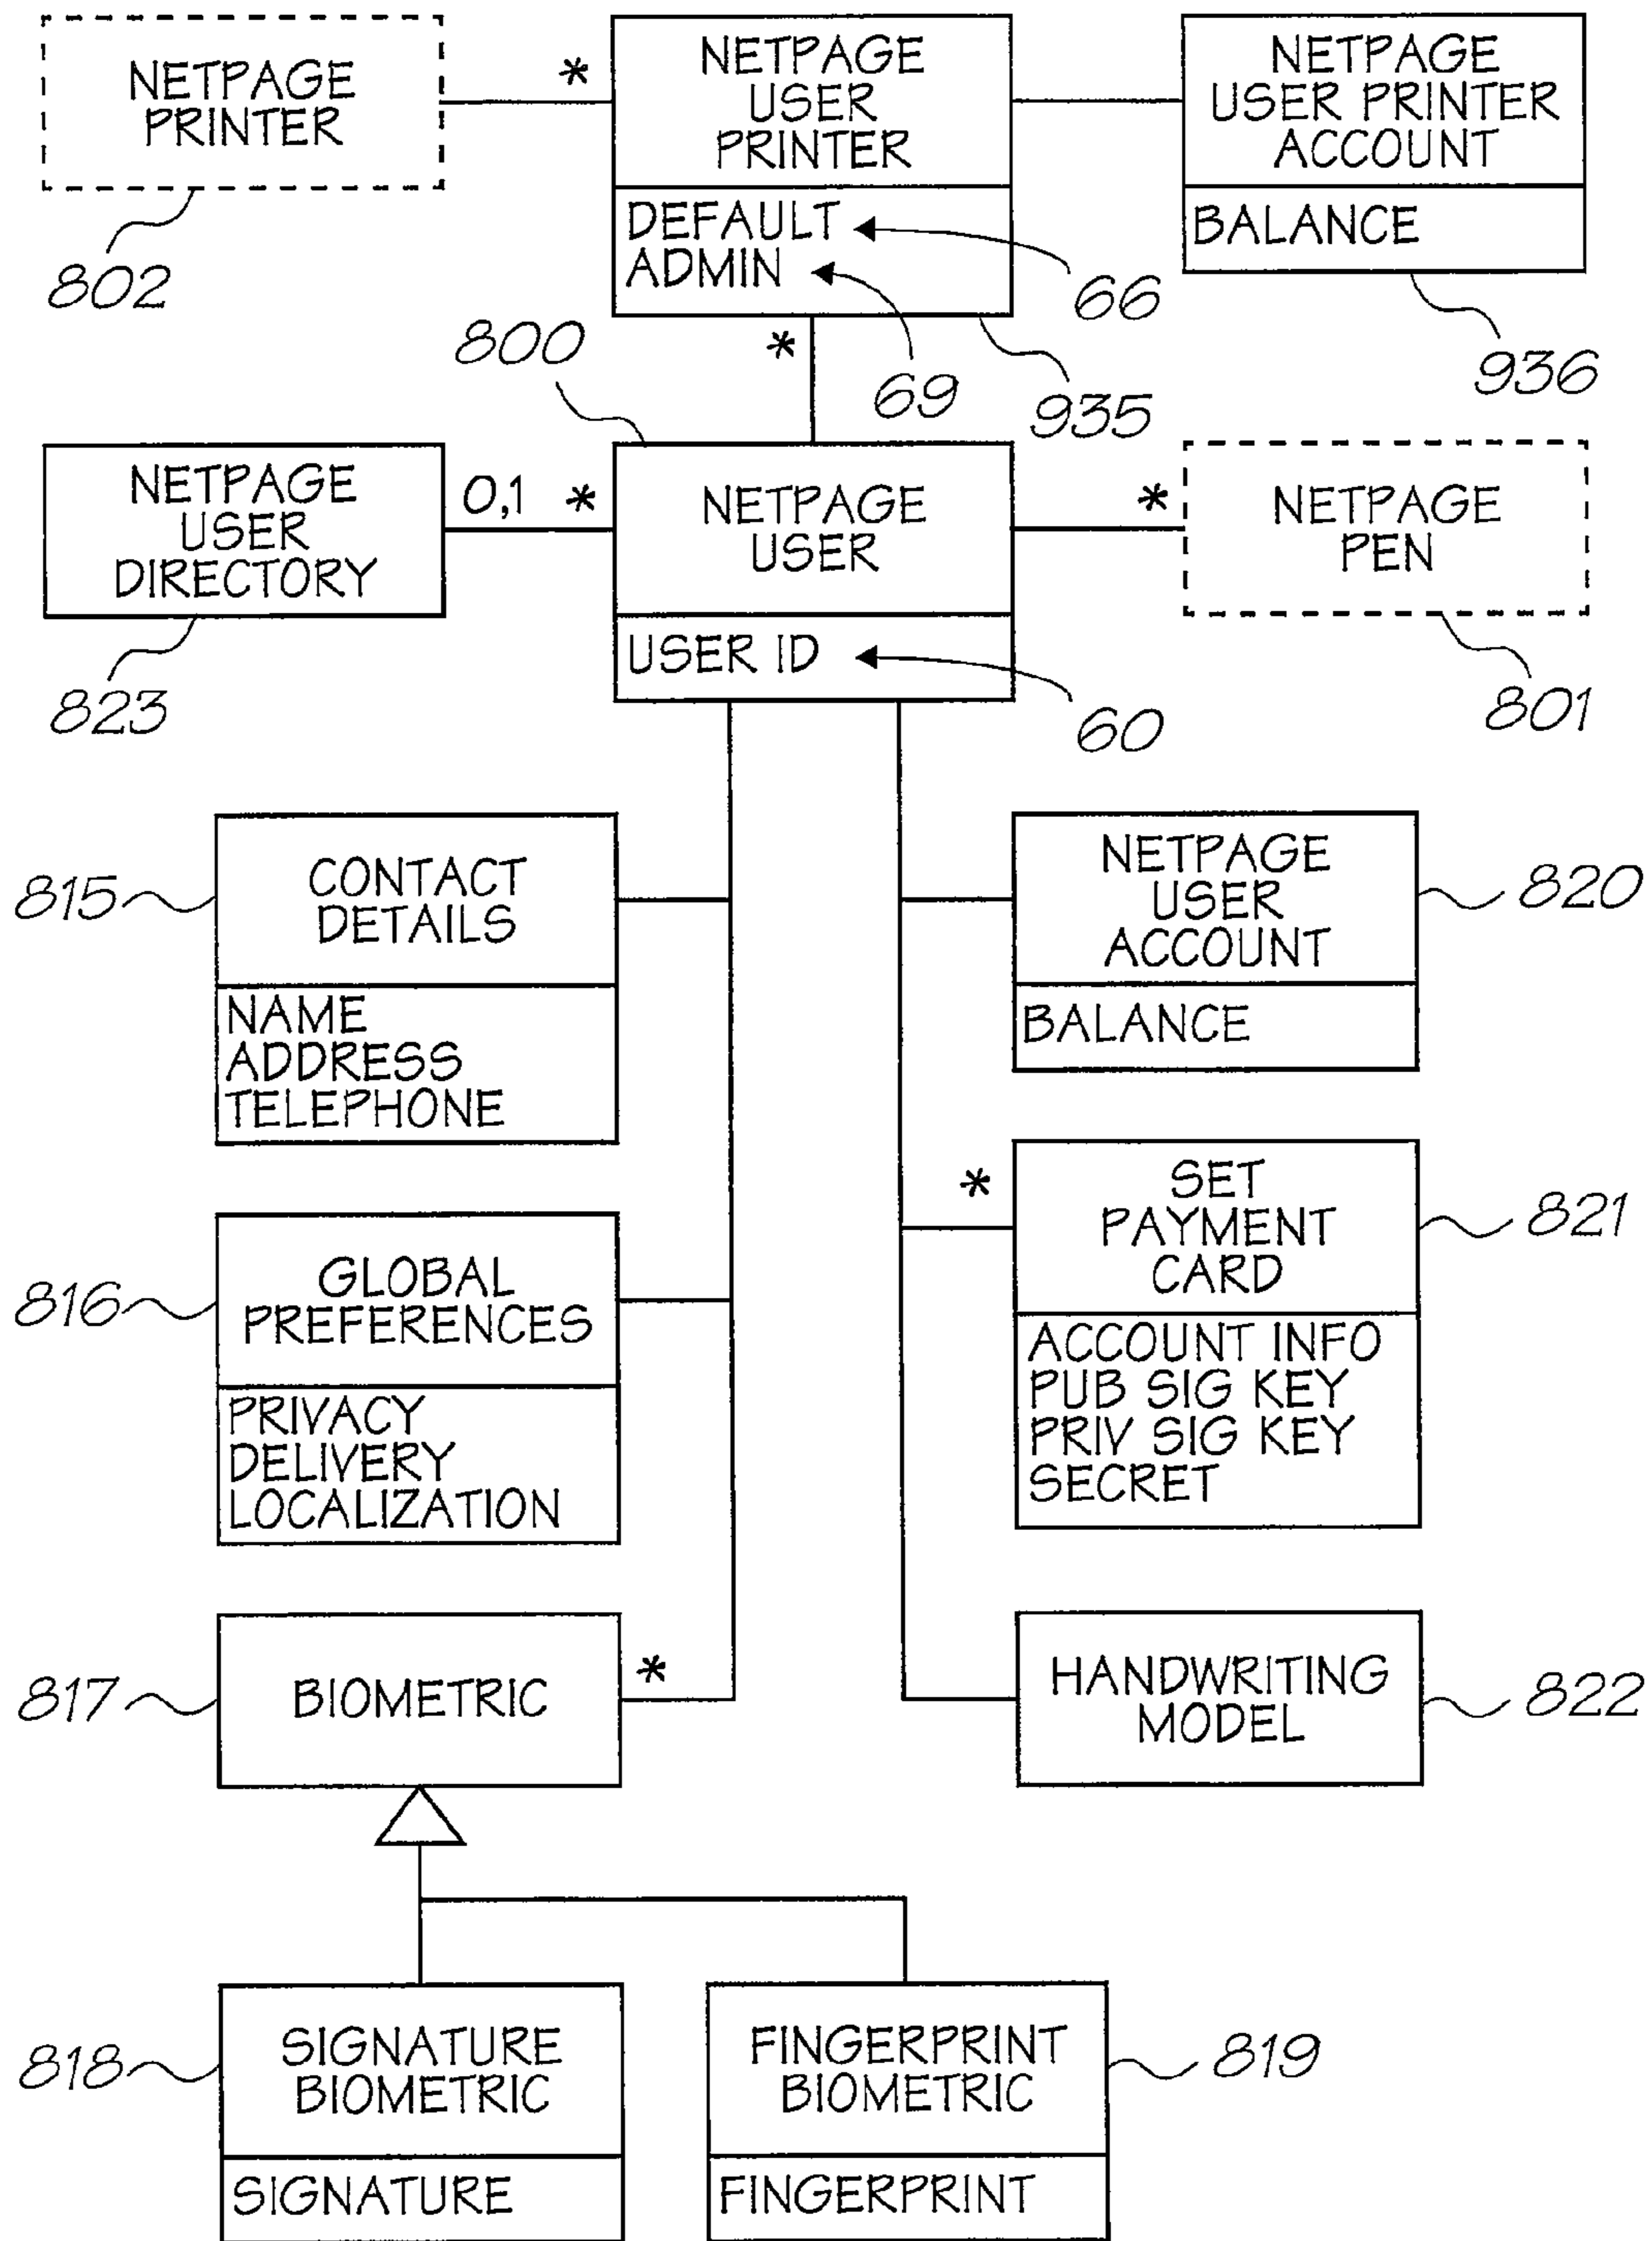 NETPAGE
PRINTER
802
*
NETPAGE
USER
PRINTER
DEFAULT
ADMIN
66
69
935
*
NETPAGE
USER PRINTER
ACCOUNT
BALANCE
936
800
NETPAGE
USER
DIRECTORY
823
0,1 *
NETPAGE
USER
USER ID
60
*
NETPAGE
PEN
801
815
CONTACT
DETAILS
NAME
ADDRESS
TELEPHONE
NETPAGE
USER
ACCOUNT
BALANCE
820
816
GLOBAL
PREFERENCES
PRIVACY
DELIVERY
LOCALIZATION
*
SET
PAYMENT
CARD
ACCOUNT INFO
PUB SIG KEY
PRIV SIG KEY
SECRET
821
817
BIOMETRIC
*
HANDWRITING
MODEL
822
818
SIGNATURE
BIOMETRIC
SIGNATURE
FINGERPRINT
BIOMETRIC
FINGERPRINT
819